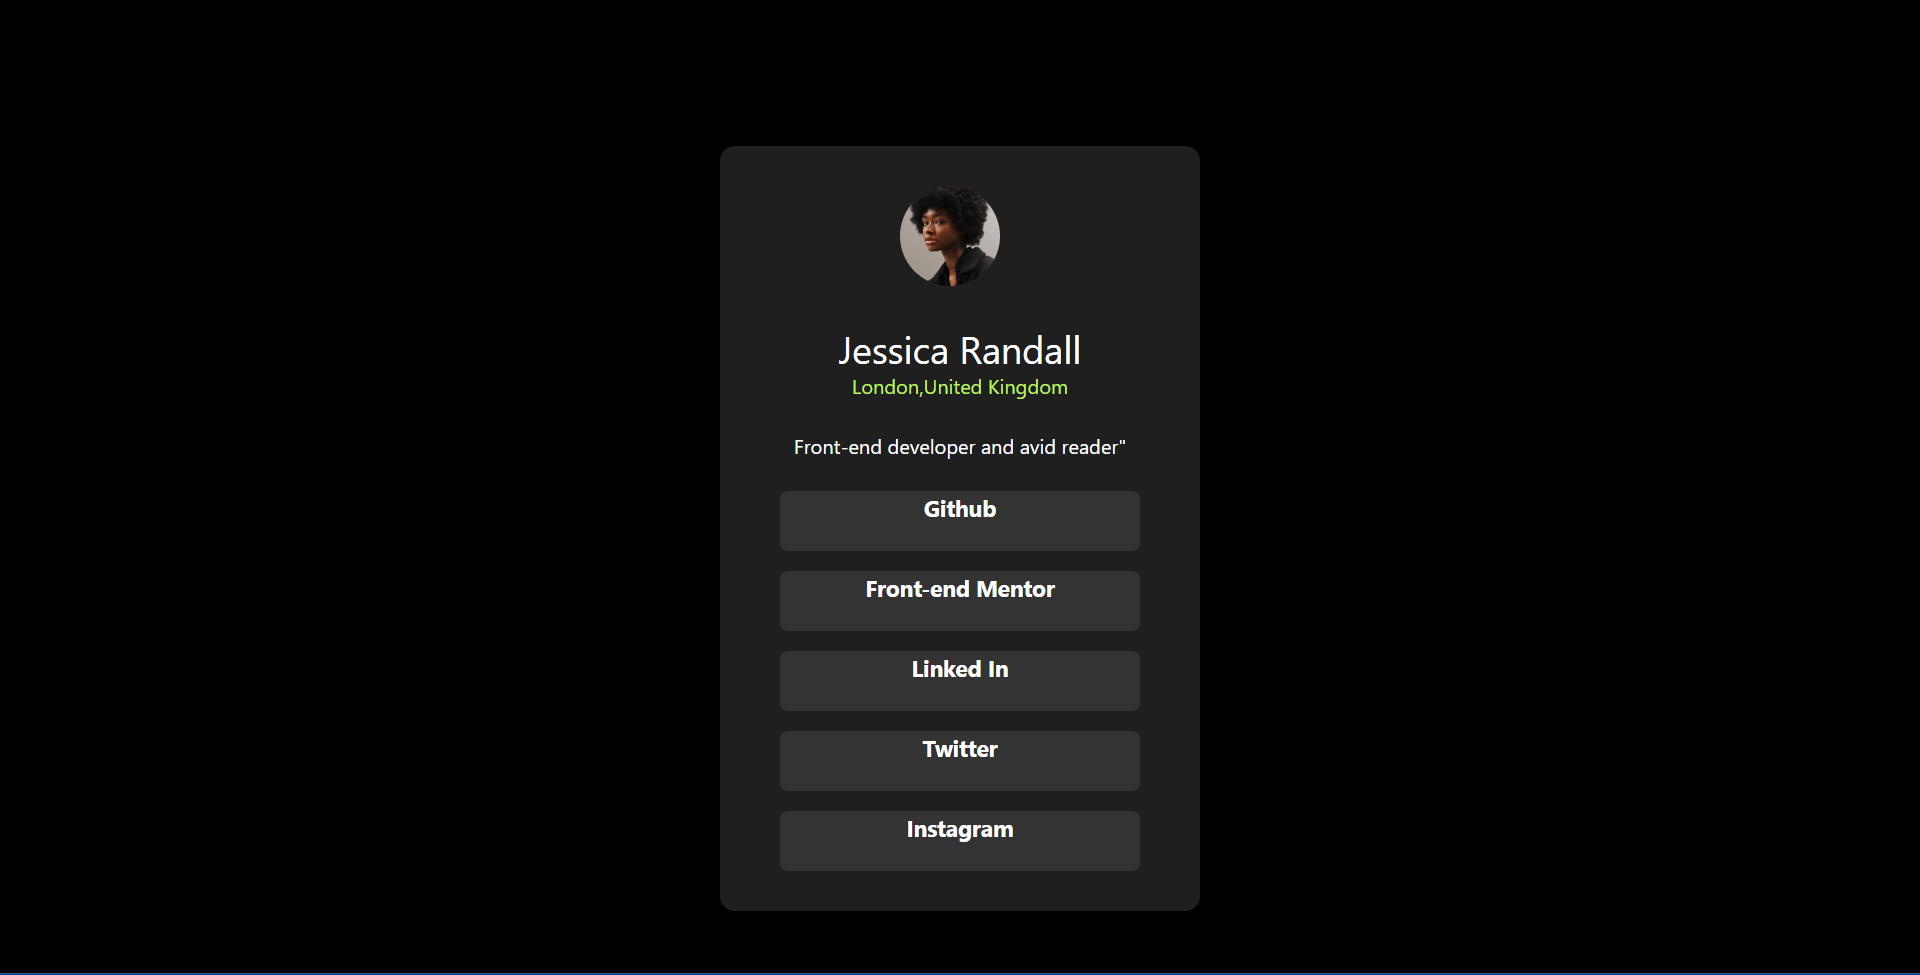 Jessica Randall
London,United Kingdom
Front-end developer and avid reader"
Github
Front-end Mentor
Linked In
Twitter
Instagram